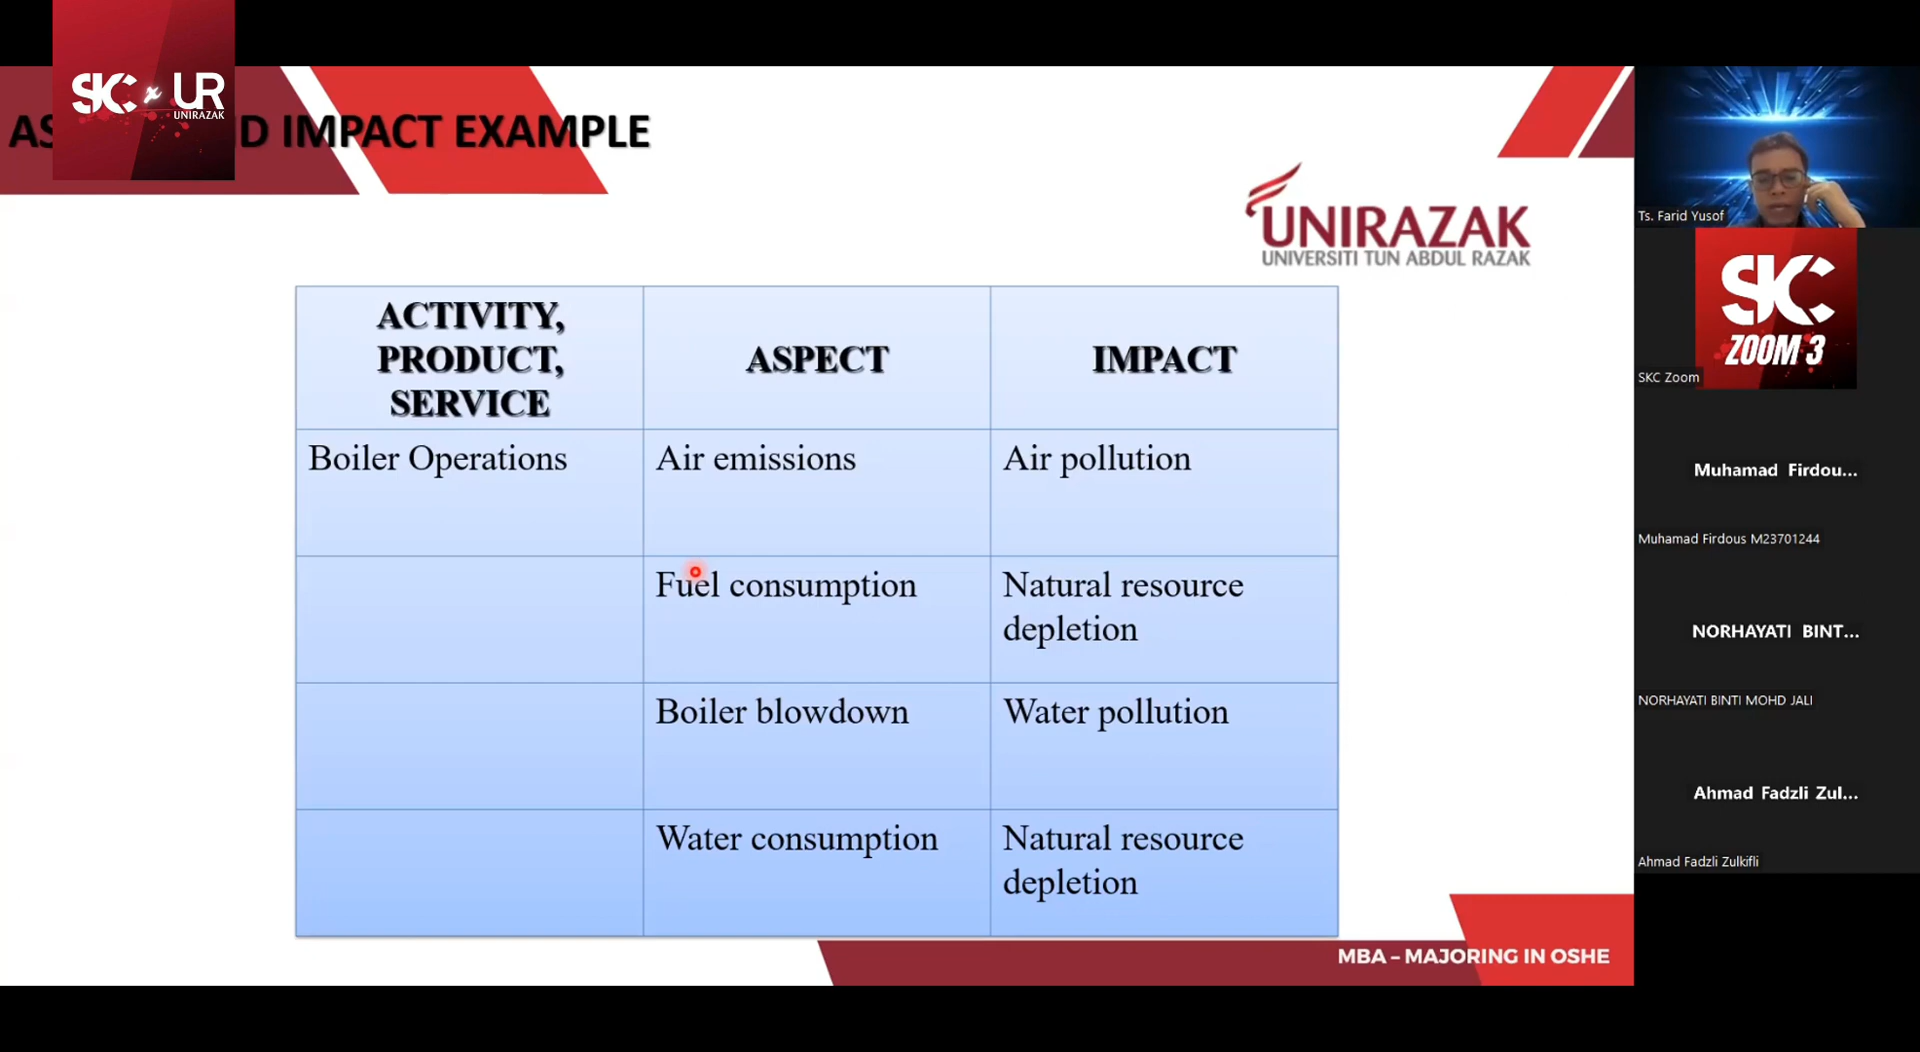 SKC x UR
UNIRAZAK
IMPACT EXAMPLE
UNIRAZAK
UNIVERSITI TUN ABDUL RAZAK
ACTIVITY,
PRODUCT,
SERVICE
ASPECT
IMPACT
Boiler Operations
Air emissions
Air pollution
Fuel consumption
Natural resource
depletion
Boiler blowdown
Water pollution
Water consumption
Natural resource
depletion
MBA – MAJORING IN OSHE
Ts. Farid Yusof
SKC
ZOOM 3
SKC Zoom
Muhamad Firdou...
Muhamad Firdous M23701244
NORHAYATI BINT...
NORHAYATI BINTI MOHD JALI
Ahmad Fadzli Zul...
Ahmad Fadzli Zulkifli